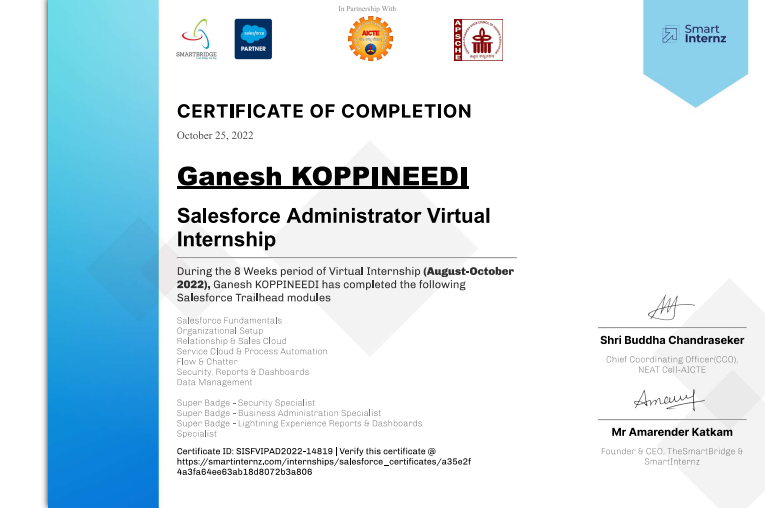 In Partnership With
SMARTBRIDGE
salesforce
PARTNER
AICTE
APSCHE
Smart
Internz
CERTIFICATE OF COMPLETION
October 25, 2022
Ganesh KOPPINEEDI
Salesforce Administrator Virtual
Internship
During the 8 Weeks period of Virtual Internship (August-October
2022), Ganesh KOPPINEEDI has completed the following
Salesforce Trailhead modules
Salesforce Fundamentals
Organizational Setup
Relationship & Sales Cloud
Service Cloud & Process Automation
Flow & Chatter
Security, Reports & Dashboards
Data Management
Super Badge - Security Specialist
Super Badge - Business Administration Specialist
Super Badge - Lightining Experience Reports & Dashboards
Specialist
Certificate ID: SISFVIPAD2022-14819 | Verify this certificate @
https://smartinternz.com/internships/salesforce_certificates/a35e2f
4a3fa64ee63ab18d8072b3a806
Shri Buddha Chandraseker
Chief Coordinating Officer(CCO),
NEAT Cell-AICTE
Mr Amarender Katkam
Founder & CEO, TheSmartBridge &
SmartInternz